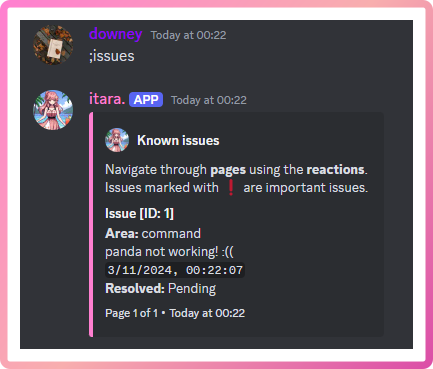 downey Today at 00:22
;issues
itara. APP Today at 00:22
Known issues
Navigate through pages using the reactions.
Issues marked with ❗ are important issues.
Issue [ID: 1]
Area: command
panda not working! :((
3/11/2024, 00:22:07
Resolved: Pending
Page 1 of 1 • Today at 00:22